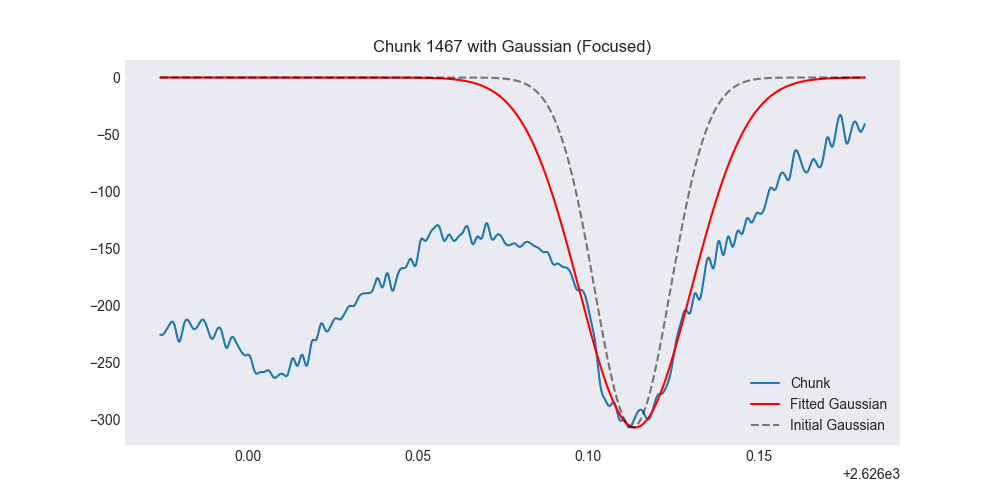 Chunk 1467 with Gaussian (Focused)
0
−50
−100
−150
−200
−250
−300
Chunk
Fitted Gaussian
Initial Gaussian
0.00 0.05 0.10 0.15
+2.626e3